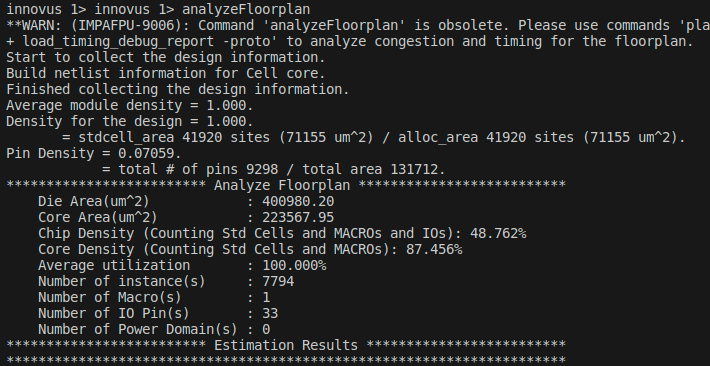 innovus 1> innovus 1> analyzeFloorplan
**WARN: (IMPAFPU-9006): Command 'analyzeFloorplan' is obsolete. Please use commands 'pla
+ load_timing_debug_report -proto' to analyze congestion and timing for the floorplan.
Start to collect the design information.
Build netlist information for Cell core.
Finished collecting the design information.
Average module density = 1.000.
Density for the design = 1.000.
= stdcell_area 41920 sites (71155 um^2) / alloc_area 41920 sites (71155 um^2).
Pin Density = 0.07059.
= total # of pins 9298 / total area 131712.
************************* Analyze Floorplan **************************
Die Area(um^2) : 400980.20
Core Area(um^2) : 223567.95
Chip Density (Counting Std Cells and MACROs and IOs): 48.762%
Core Density (Counting Std Cells and MACROs): 87.456%
Average utilization : 100.000%
Number of instance(s) : 7794
Number of Macro(s) : 1
Number of IO Pin(s) : 33
Number of Power Domain(s) : 0
************************* Estimation Results *************************
**********************************************************************